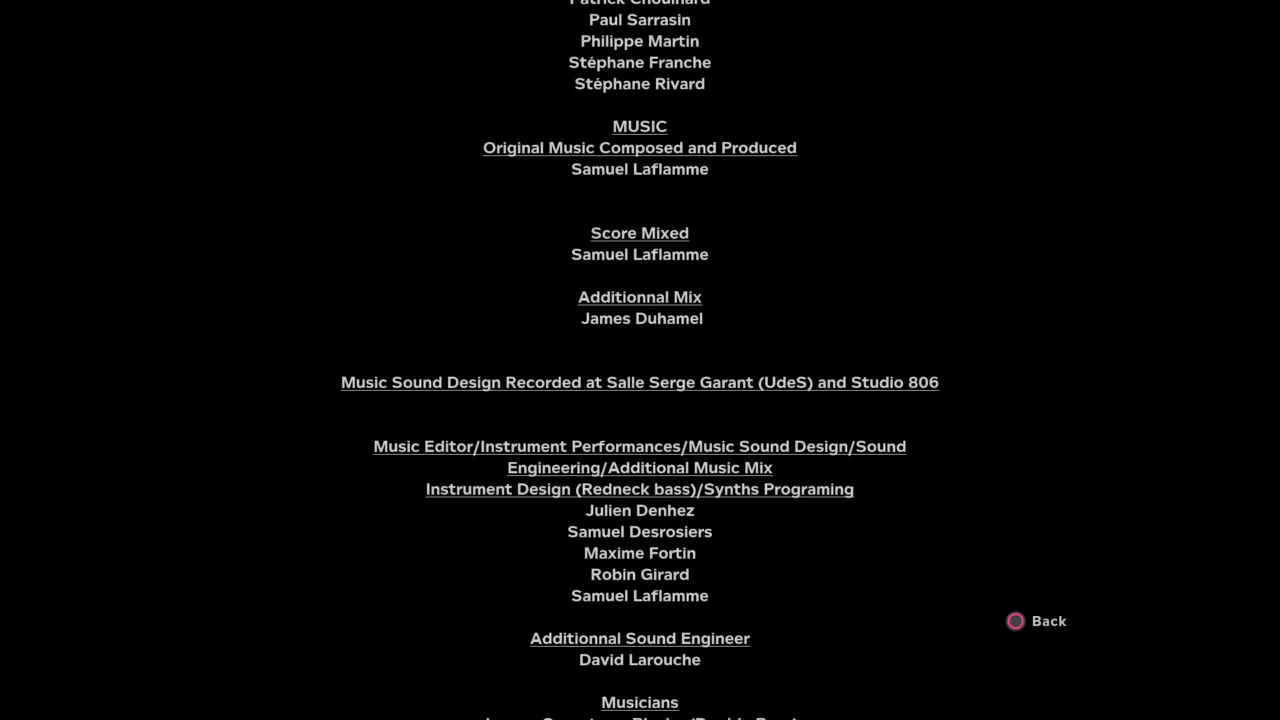 Patrick Chouinard
Paul Sarrasin
Philippe Martin
Stéphane Franche
Stéphane Rivard
MUSIC
Original Music Composed and Produced
Samuel Laflamme
Score Mixed
Samuel Laflamme
Additionnal Mix
James Duhamel
Music Sound Design Recorded at Salle Serge Garant (UdeS) and Studio 806
Music Editor/Instrument Performances/Music Sound Design/Sound
Engineering/Additional Music Mix
Instrument Design (Redneck bass)/Synths Programing
Julien Denhez
Samuel Desrosiers
Maxime Fortin
Robin Girard
Samuel Laflamme
Back
Additionnal Sound Engineer
David Larouche
Musicians